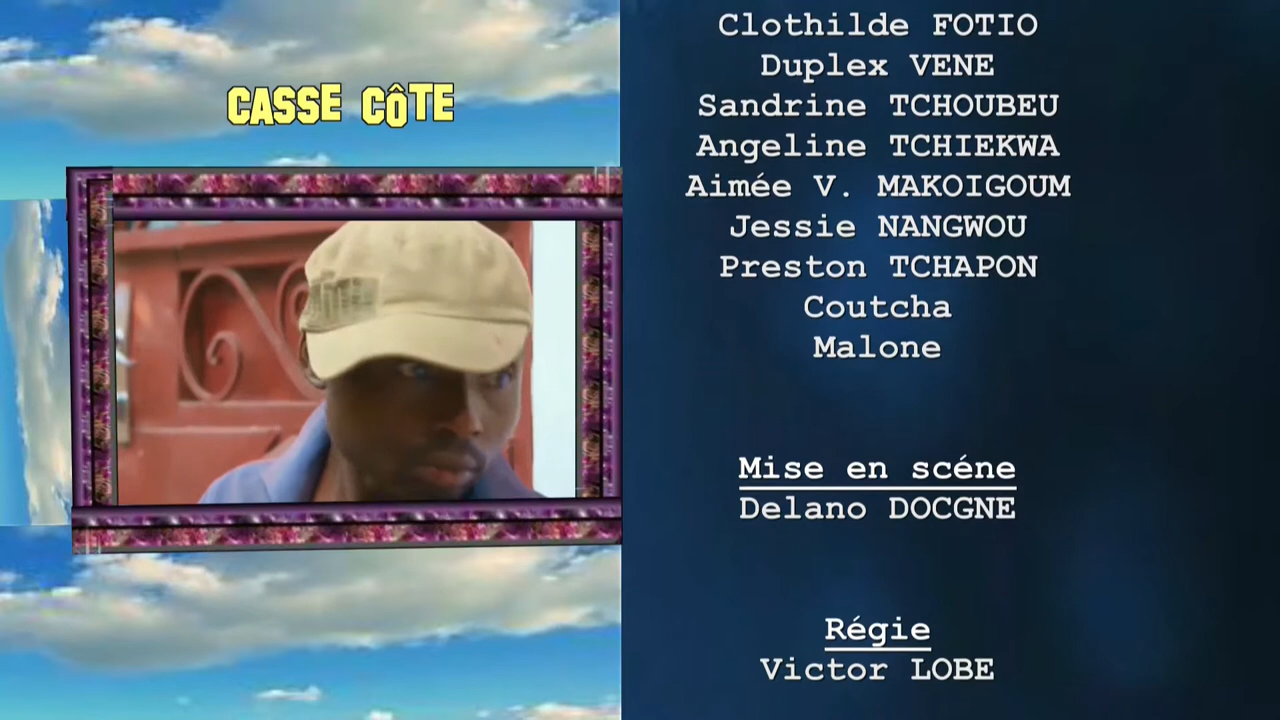 CASSE CÔTE
Clothilde FOTIO
Duplex VENE
Sandrine TCHOUBEU
Angeline TCHIEKWA
Aimée V. MAKOIGOUM
Jessie NANGWOU
Preston TCHAPON
Coutcha
Malone
Mise en scéne
Delano DOCGNE
Régie
Victor LOBE